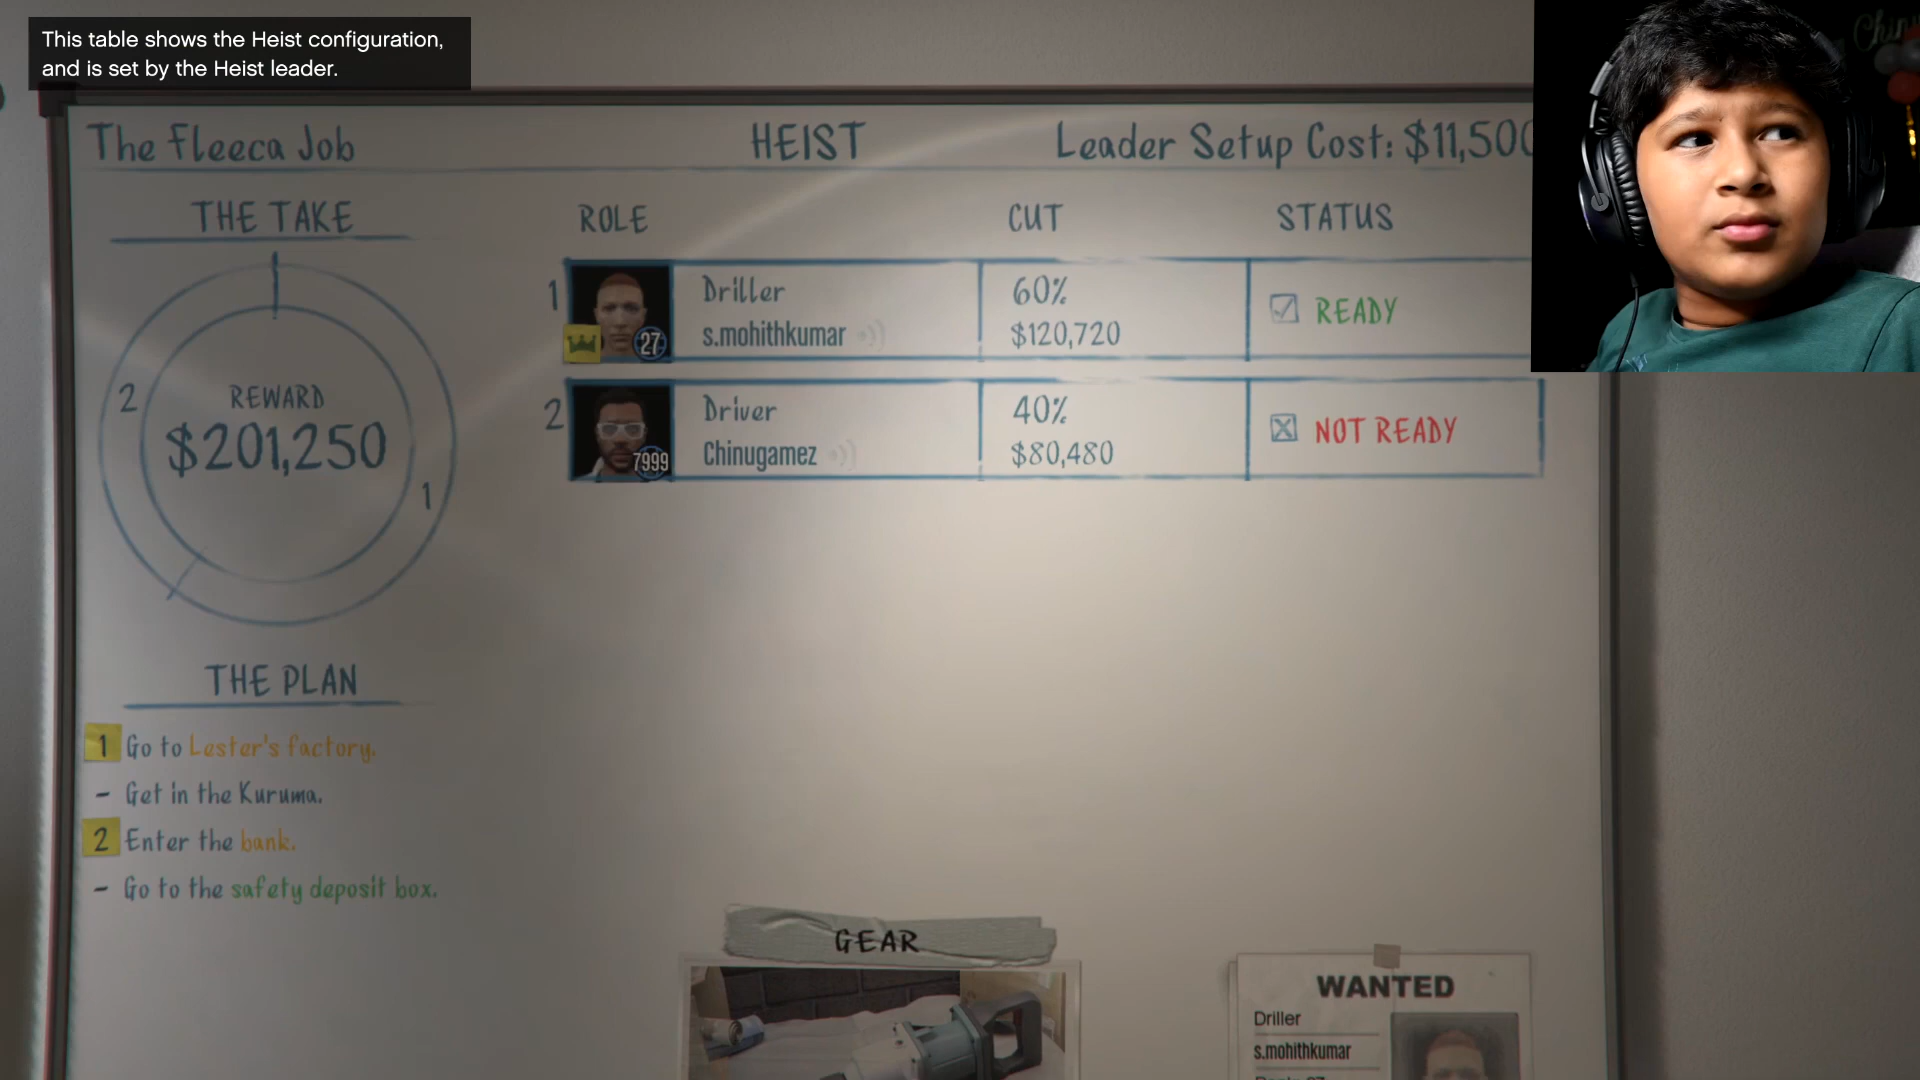 This table shows the Heist configuration,
and is set by the Heist leader.
The Fleeca Job
HEIST
Leader Setup Cost: $11,500
THE TAKE
ROLE
CUT
STATUS
1
Driller
60%
READY
27
s.mohithkumar
$120,720
2
Driver
40%
NOT READY
7999
Chinugamez
$80,480
2
REWARD
$201,250
1
THE PLAN
1 Go to Lester's factory.
- Get in the Kuruma.
2 Enter the bank.
- Go to the safety deposit box.
GEAR
WANTED
Driller
s.mohithkumar